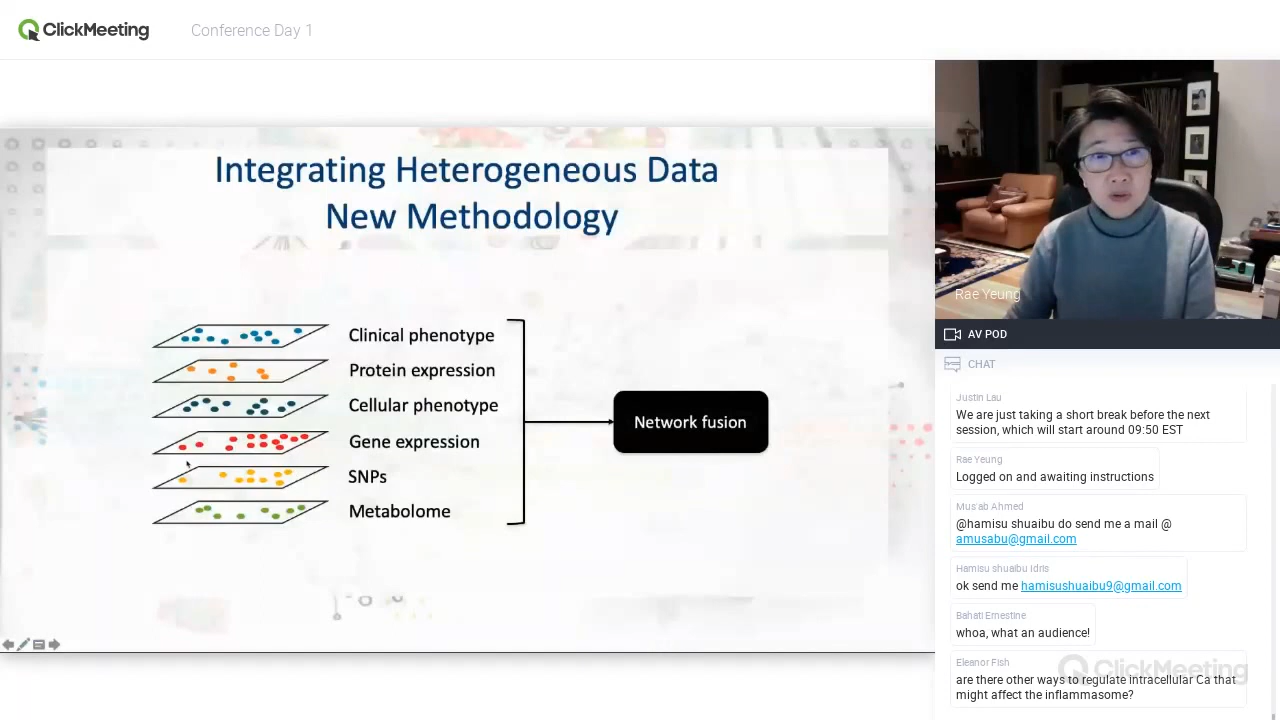 ClickMeeting
Conference Day 1
Integrating Heterogeneous Data
New Methodology
Clinical phenotype
Protein expression
Cellular phenotype
Gene expression
SNPs
Metabolome
Network fusion
Rae Yeung
AV POD
CHAT
Justin Lau
We are just taking a short break before the next
session, which will start around 09:50 EST
Rae Yeung
Logged on and awaiting instructions
Mus'ab Ahmed
@hamisu shuaibu do send me a mail @
amusabu@gmail.com
Hamisu shuaibu Idris
ok send me hamisushuaibu9@gmail.com
Bahati Ernestine
whoa, what an audience!
Eleanor Fish
are there other ways to regulate intracellular Ca that
might affect the inflammasome?
ClickMeeting